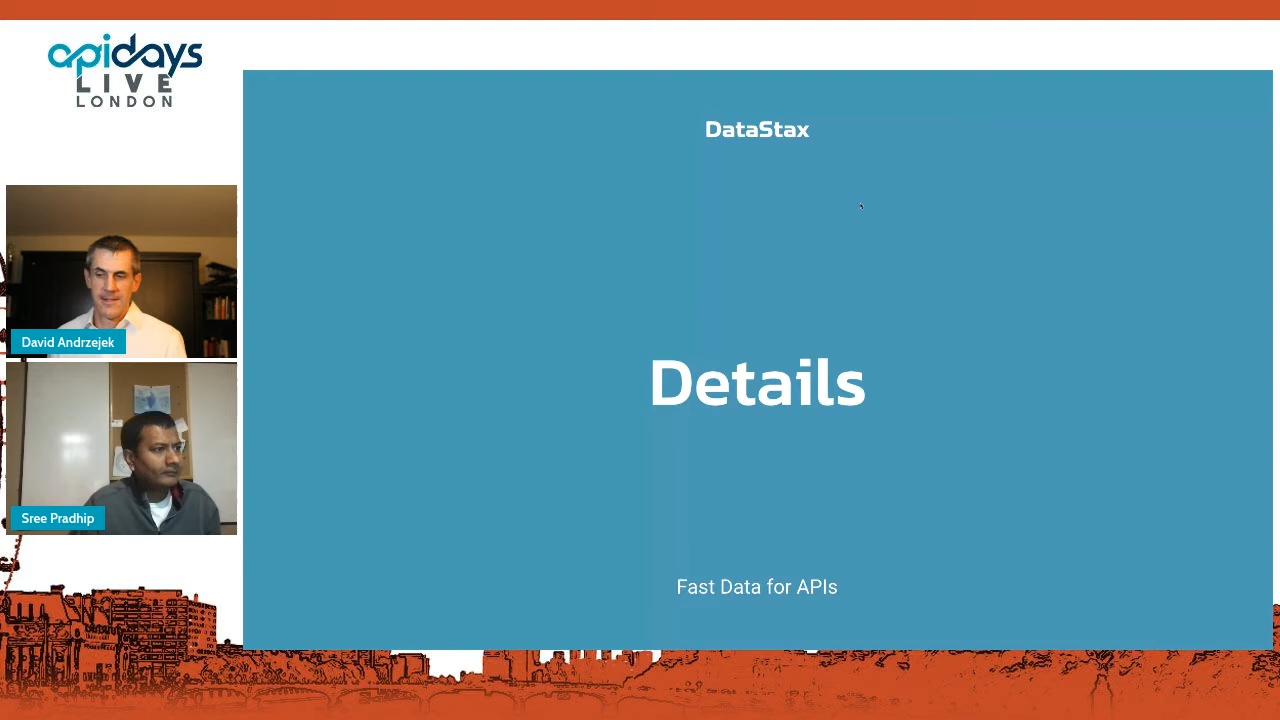 apidays
LIVE
LONDON
DataStax
David Andrzejek
Details
Sree Pradhip
Fast Data for APIs